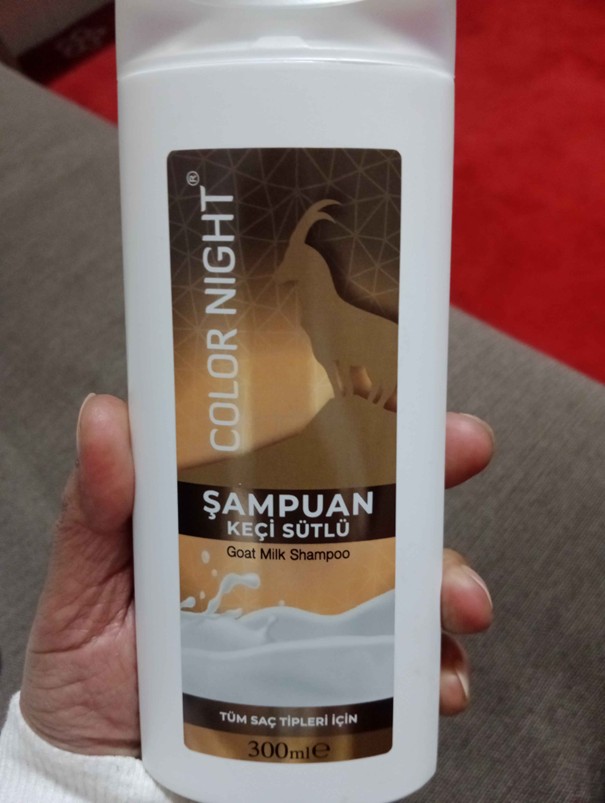 COLOR NIGHT®
ŞAMPUAN
KEÇİ SÜTLÜ
Goat Milk Shampoo
TÜM SAÇ TİPLERİ İÇİN
300ml℮